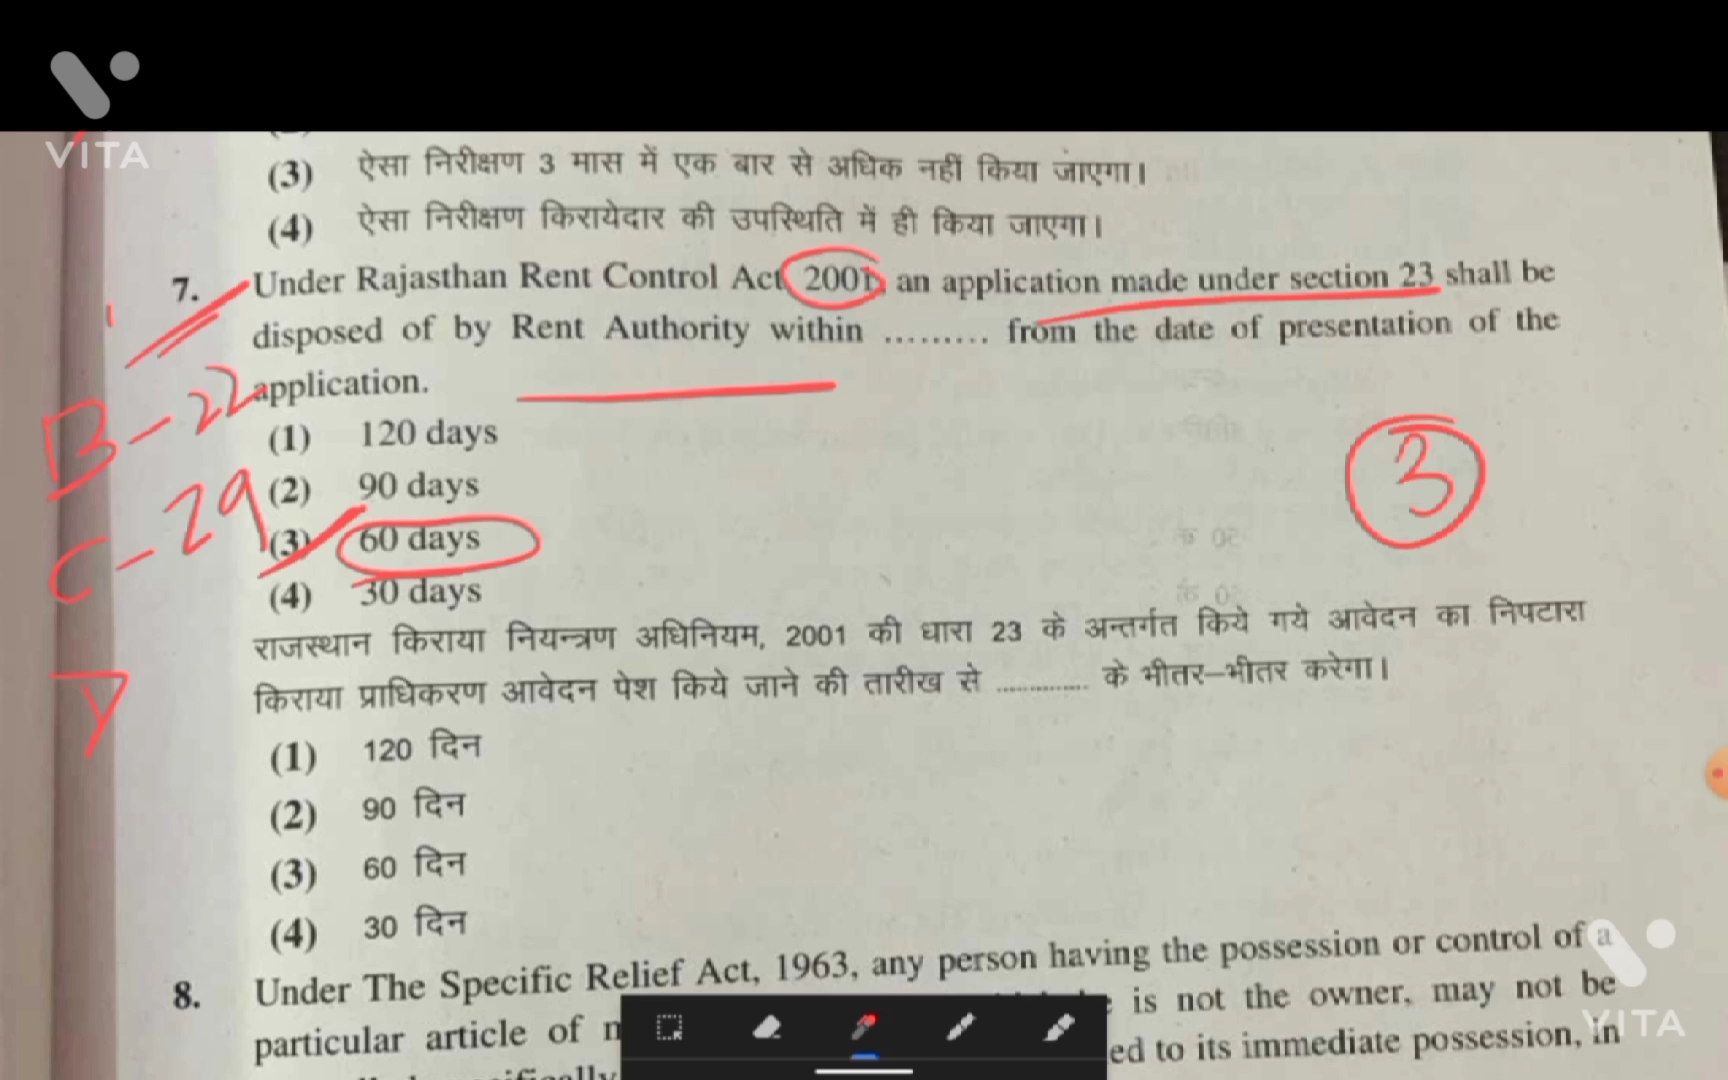 VITA
(3) ऐसा निरीक्षण 3 मास में एक बार से अधिक नहीं किया जाएगा।
(4) ऐसा निरीक्षण किरायेदार की उपस्थिति में ही किया जाएगा।
7. Under Rajasthan Rent Control Act 2001, an application made under section 23 shall be
disposed of by Rent Authority within ......... from the date of presentation of the
application.
B-22
(1) 120 days
(2) 90 days
3
C-29
(3) 60 days
(4) 30 days
राजस्थान किराया नियन्त्रण अधिनियम, 2001 की धारा 23 के अन्तर्गत किये गये आवेदन का निपटारा
किराया प्राधिकरण आवेदन पेश किये जाने की तारीख से ............. के भीतर-भीतर करेगा।
(1) 120 दिन
(2) 90 दिन
(3) 60 दिन
(4) 30 दिन
8. Under The Specific Relief Act, 1963, any person having the possession or control of a
particular article of is not the owner, may not be
ed to its immediate possession, in
VITA